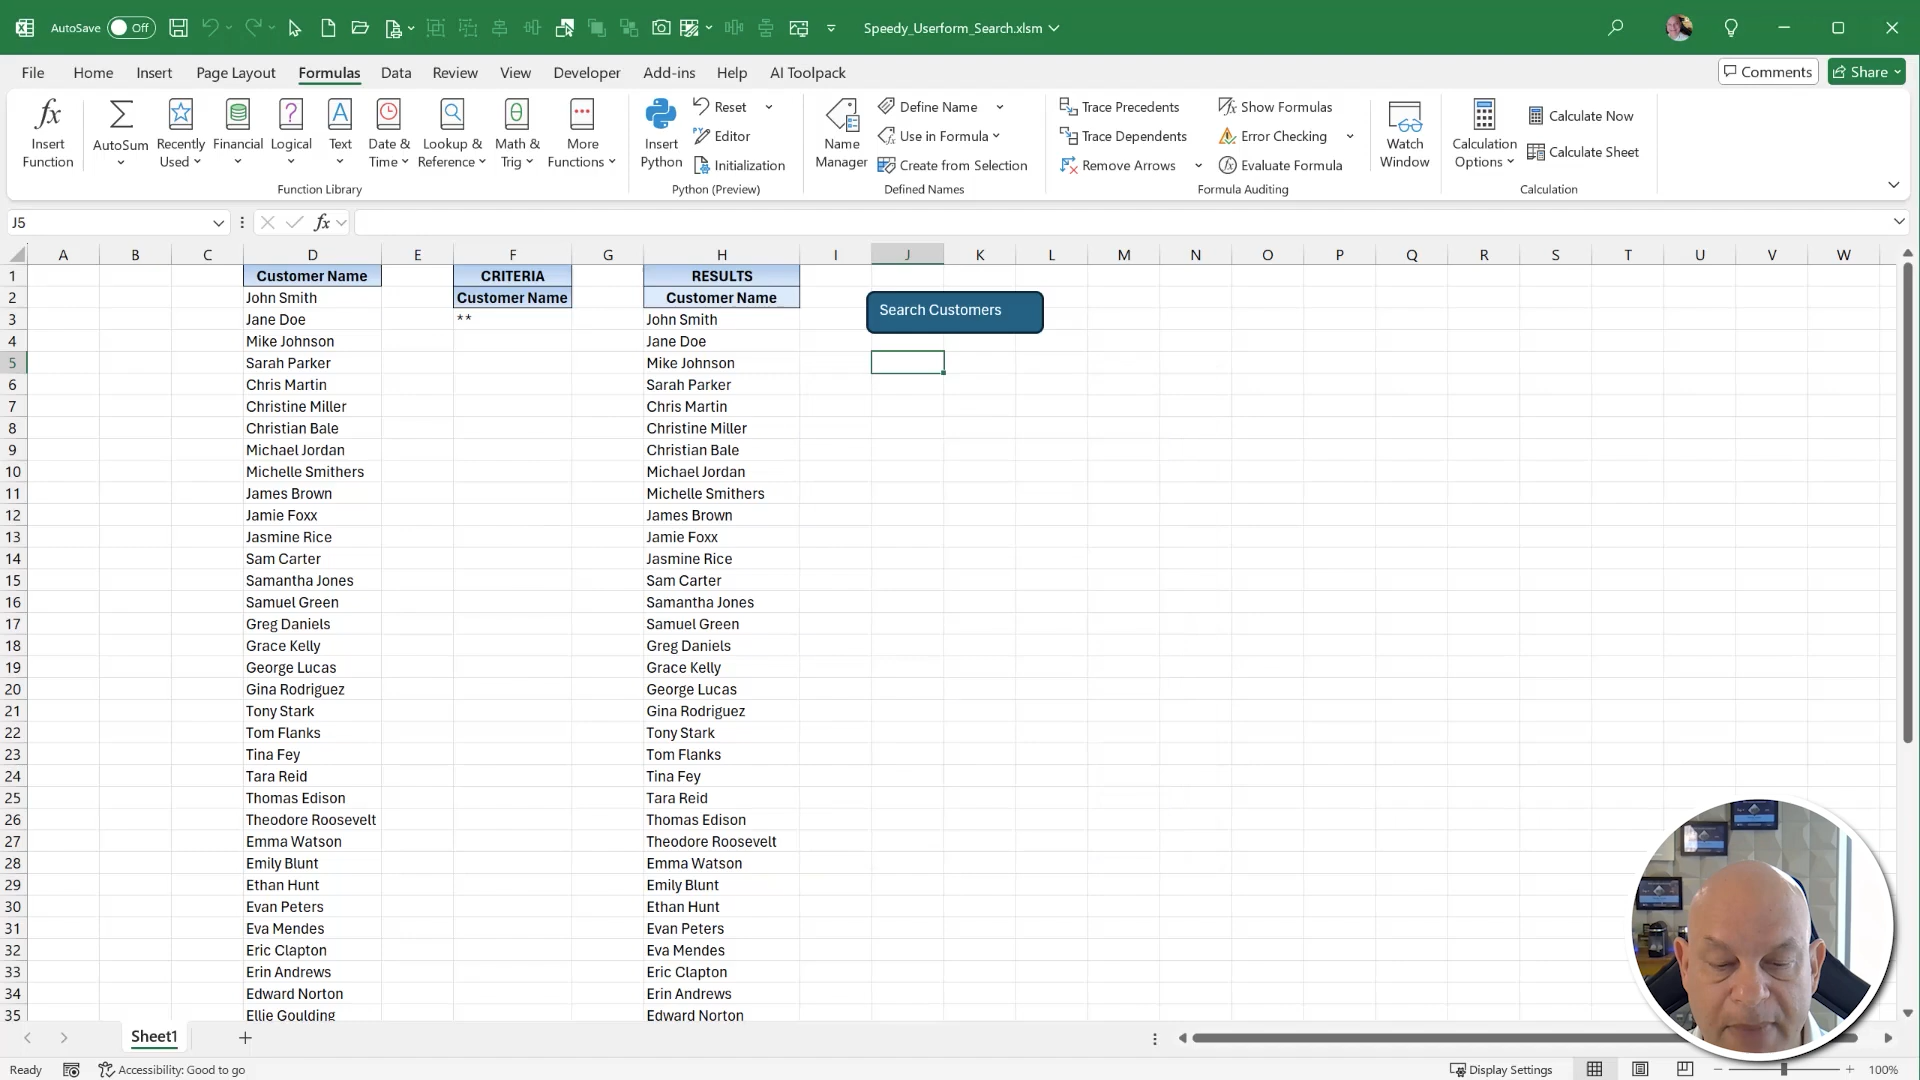 AutoSave Off Speedy_Userform_Search.xlsm
File Home Insert Page Layout Formulas Data Review View Developer Add-ins Help AI Toolpack Comments Share
Insert Function
AutoSum
Recently Used
Financial
Logical
Text
Date & Time
Lookup & Reference
Math & Trig
More Functions
Function Library
Insert Python
Reset
Editor
Initialization
Python (Preview)
Name Manager
Define Name
Use in Formula
Create from Selection
Defined Names
Trace Precedents
Trace Dependents
Remove Arrows
Show Formulas
Error Checking
Evaluate Formula
Formula Auditing
Watch Window
Calculation Options
Calculate Now
Calculate Sheet
Calculation
J5 fx
A B C D E F G H I J K L M N O P Q R S T U V W
1 Customer Name CRITERIA RESULTS
2 John Smith Customer Name Customer Name
Search Customers
3 Jane Doe ** John Smith
4 Mike Johnson Jane Doe
5 Sarah Parker Mike Johnson
6 Chris Martin Sarah Parker
7 Christine Miller Chris Martin
8 Christian Bale Christine Miller
9 Michael Jordan Christian Bale
10 Michelle Smithers Michael Jordan
11 James Brown Michelle Smithers
12 Jamie Foxx James Brown
13 Jasmine Rice Jamie Foxx
14 Sam Carter Jasmine Rice
15 Samantha Jones Sam Carter
16 Samuel Green Samantha Jones
17 Greg Daniels Samuel Green
18 Grace Kelly Greg Daniels
19 George Lucas Grace Kelly
20 Gina Rodriguez George Lucas
21 Tony Stark Gina Rodriguez
22 Tom Flanks Tony Stark
23 Tina Fey Tom Flanks
24 Tara Reid Tina Fey
25 Thomas Edison Tara Reid
26 Theodore Roosevelt Thomas Edison
27 Emma Watson Theodore Roosevelt
28 Emily Blunt Emma Watson
29 Ethan Hunt Emily Blunt
30 Evan Peters Ethan Hunt
31 Eva Mendes Evan Peters
32 Eric Clapton Eva Mendes
33 Erin Andrews Eric Clapton
34 Edward Norton Erin Andrews
35 Ellie Goulding Edward Norton
Sheet1
Ready Accessibility: Good to go Display Settings 100%